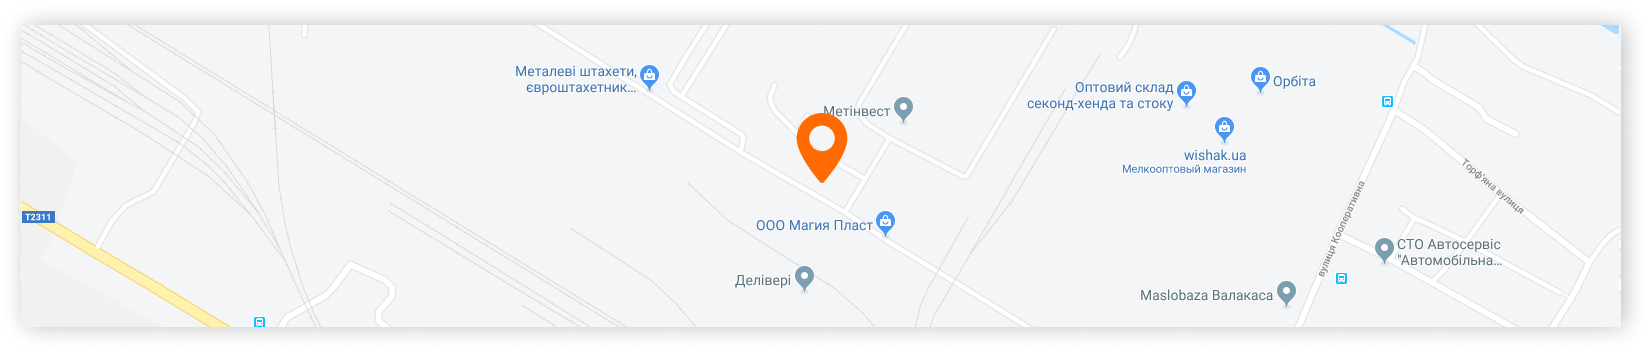 Металеві штахети,
євроштахетник...
Метінвест
Оптовий склад
секонд-хенда та стоку
Орбіта
wishak.ua
Мелкооптовый магазин
Торф'яна вулиця
вулиця Кооперативна
T2311
ООО Магия Пласт
СТО Автосервіс
"Автомобільна...
Делівері
Maslobaza Валакаса